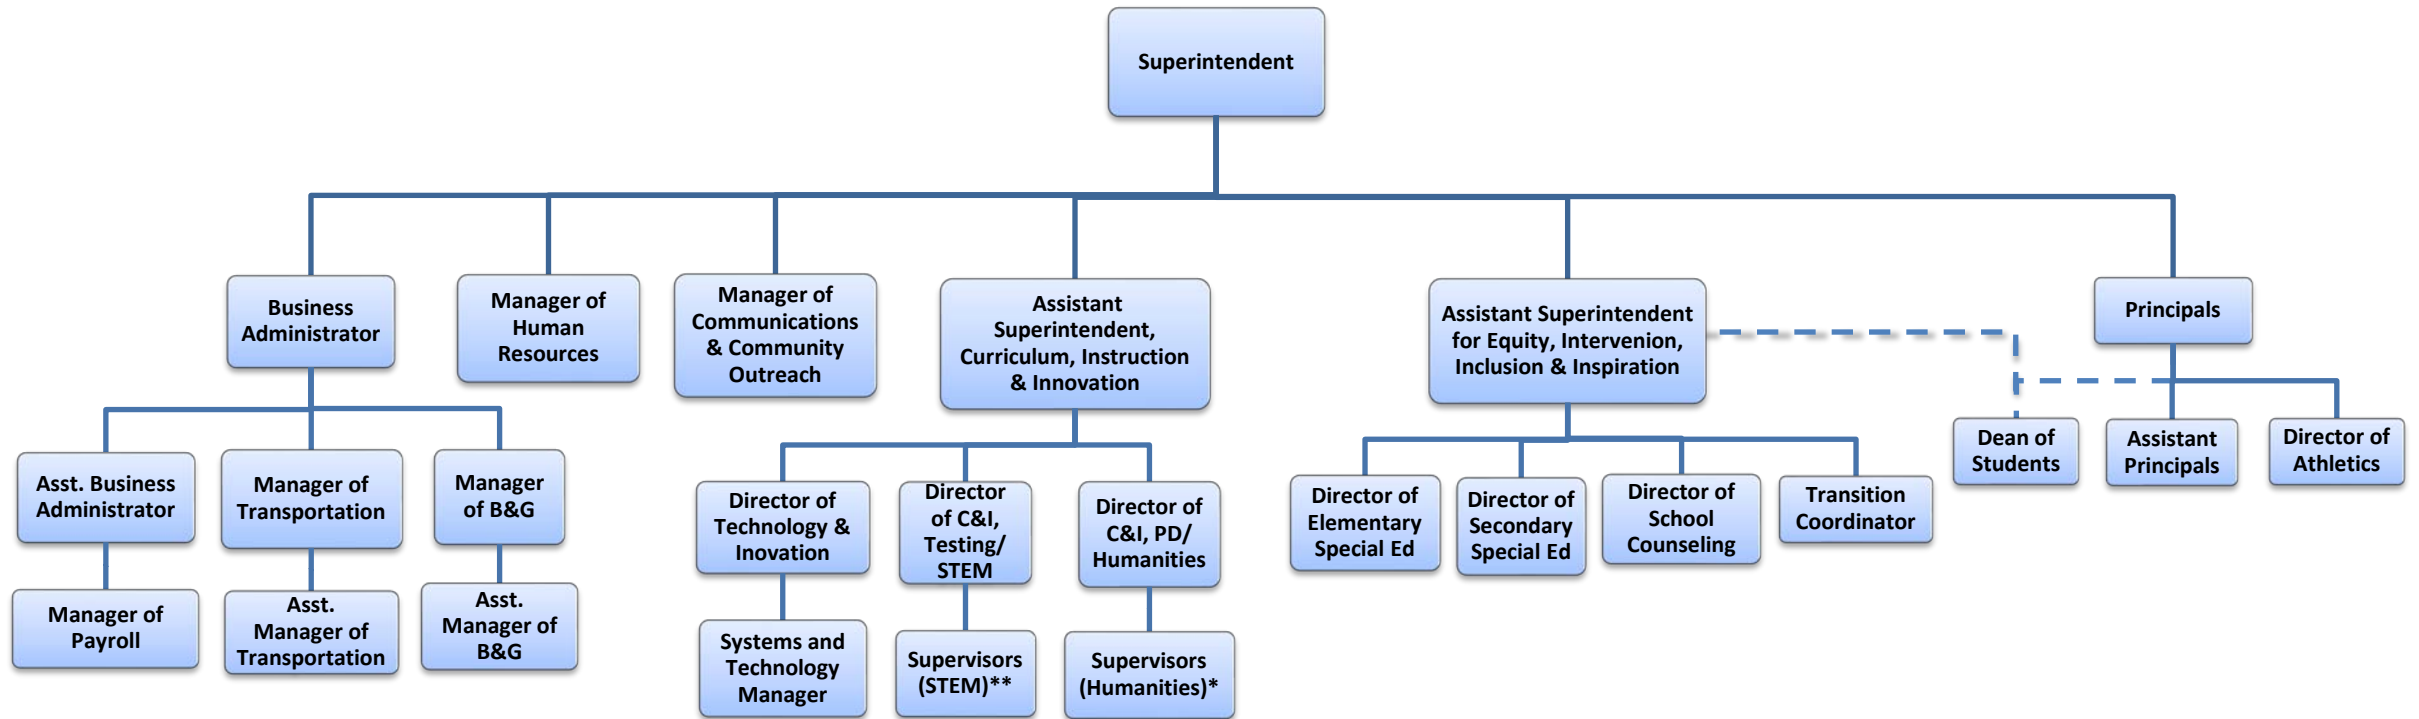 Superintendent
Business
Administrator
Manager of
Human
Resources
Manager of
Communications
& Community
Outreach
Assistant
Superintendent,
Curriculum, Instruction
& Innovation
Assistant Superintendent
for Equity, Intervenion,
Inclusion & Inspiration
Principals
Asst. Business
Administrator
Manager of
Transportation
Manager
of B&G
Director of
Technology &
Inovation
Director
of C&I,
Testing/
STEM
Director of
C&I, PD/
Humanities
Director of
Elementary
Special Ed
Director of
Secondary
Special Ed
Director of
School
Counseling
Transition
Coordinator
Dean of
Students
Assistant
Principals
Director of
Athletics
Manager of
Payroll
Asst.
Manager of
Transportation
Asst.
Manager of
B&G
Systems and
Technology
Manager
Supervisors
(STEM)**
Supervisors
(Humanities)*